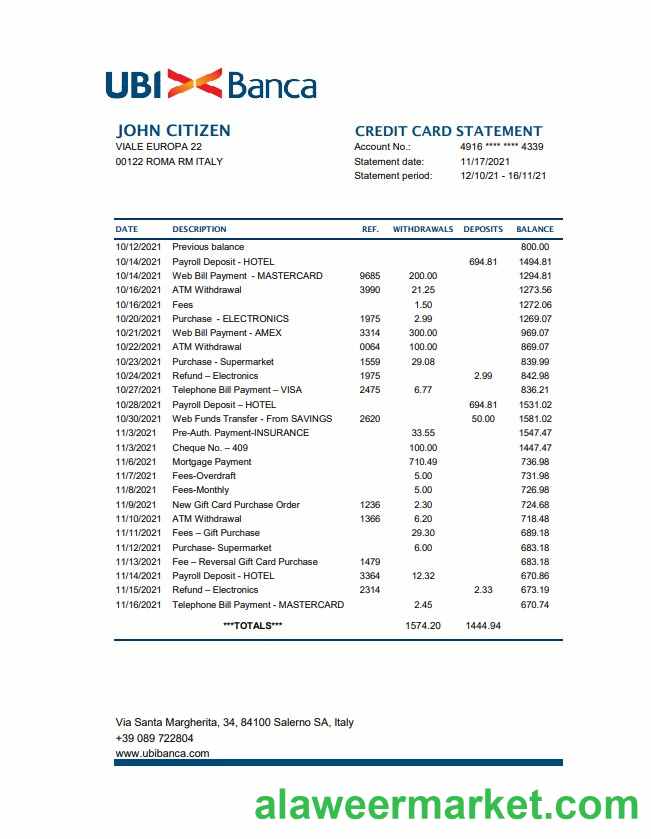 UBI Banca
JOHN CITIZEN
VIALE EUROPA 22
00122 ROMA RM ITALY
CREDIT CARD STATEMENT
Account No.: 4916 **** **** 4339
Statement date: 11/17/2021
Statement period: 12/10/21 - 16/11/21
DATE DESCRIPTION REF. WITHDRAWALS DEPOSITS BALANCE
10/12/2021 Previous balance 800.00
10/14/2021 Payroll Deposit - HOTEL 694.81 1494.81
10/14/2021 Web Bill Payment - MASTERCARD 9685 200.00 1294.81
10/16/2021 ATM Withdrawal 3990 21.25 1273.56
10/16/2021 Fees 1.50 1272.06
10/20/2021 Purchase - ELECTRONICS 1975 2.99 1269.07
10/21/2021 Web Bill Payment - AMEX 3314 300.00 969.07
10/22/2021 ATM Withdrawal 0064 100.00 869.07
10/23/2021 Purchase - Supermarket 1559 29.08 839.99
10/24/2021 Refund – Electronics 1975 2.99 842.98
10/27/2021 Telephone Bill Payment – VISA 2475 6.77 836.21
10/28/2021 Payroll Deposit – HOTEL 694.81 1531.02
10/30/2021 Web Funds Transfer - From SAVINGS 2620 50.00 1581.02
11/3/2021 Pre-Auth. Payment-INSURANCE 33.55 1547.47
11/3/2021 Cheque No. – 409 100.00 1447.47
11/6/2021 Mortgage Payment 710.49 736.98
11/7/2021 Fees-Overdraft 5.00 731.98
11/8/2021 Fees-Monthly 5.00 726.98
11/9/2021 New Gift Card Purchase Order 1236 2.30 724.68
11/10/2021 ATM Withdrawal 1366 6.20 718.48
11/11/2021 Fees – Gift Purchase 29.30 689.18
11/12/2021 Purchase- Supermarket 6.00 683.18
11/13/2021 Fee – Reversal Gift Card Purchase 1479 683.18
11/14/2021 Payroll Deposit - HOTEL 3364 12.32 670.86
11/15/2021 Refund – Electronics 2314 2.33 673.19
11/16/2021 Telephone Bill Payment - MASTERCARD 2.45 670.74
***TOTALS*** 1574.20 1444.94
Via Santa Margherita, 34, 84100 Salerno SA, Italy
+39 089 722804
www.ubibanca.com
alaweermarket.com